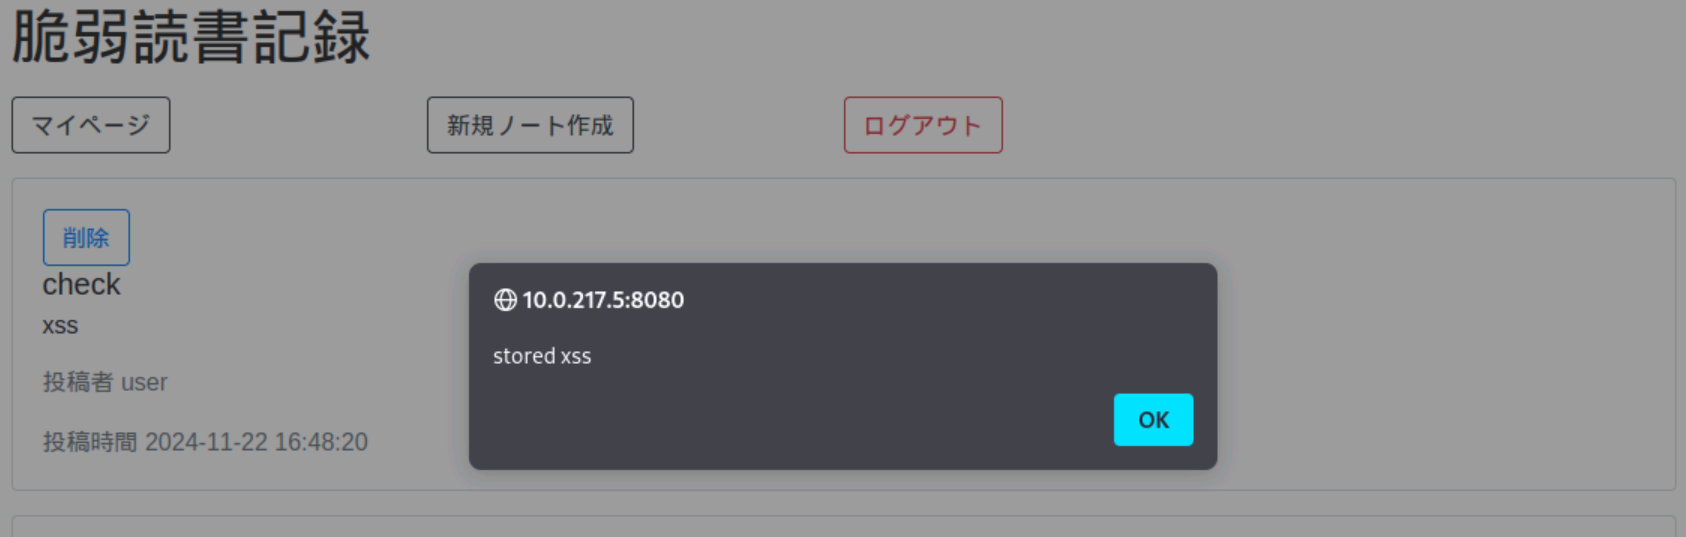 脆弱読書記録
マイページ
新規ノート作成
ログアウト
削除
check
xss
投稿者 user
投稿時間 2024-11-22 16:48:20
10.0.217.5:8080
stored xss
OK